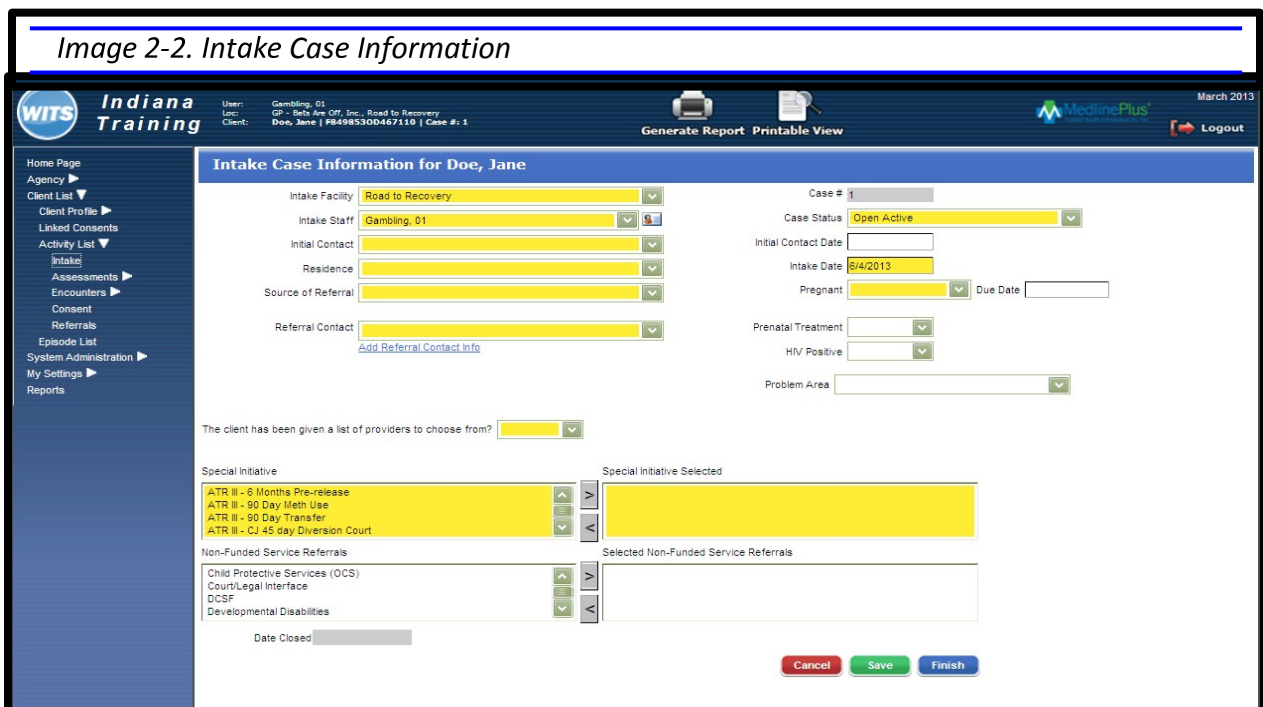 Image 2-2. Intake Case Information
WITS
Indiana
Training
User: Gambling, 01
Loc: GP - Bets Are Off, Inc., Road to Recovery
Client: Doe, Jane | F8498530D467110 | Case #: 1
Generate Report Printable View
MedlinePlus
March 2013
Logout
Home Page
Agency
Client List
Client Profile
Linked Consents
Activity List
Intake
Assessments
Encounters
Consent
Referrals
Episode List
System Administration
My Settings
Reports
Intake Case Information for Doe, Jane
Intake Facility Road to Recovery
Case # 1
Intake Staff Gambling, 01
Case Status Open Active
Initial Contact
Initial Contact Date
Residence
Intake Date 6/4/2013
Source of Referral
Pregnant Due Date
Referral Contact
Prenatal Treatment
Add Referral Contact Info
HIV Positive
Problem Area
The client has been given a list of providers to choose from?
Special Initiative
Special Initiative Selected
ATR III - 6 Months Pre-release
ATR III - 90 Day Meth Use
ATR III - 90 Day Transfer
ATR III - CJ 45 day Diversion Court
>
<
Non-Funded Service Referrals
Selected Non-Funded Service Referrals
Child Protective Services (OCS)
Court/Legal Interface
DCSF
Developmental Disabilities
>
<
Date Closed
Cancel Save Finish